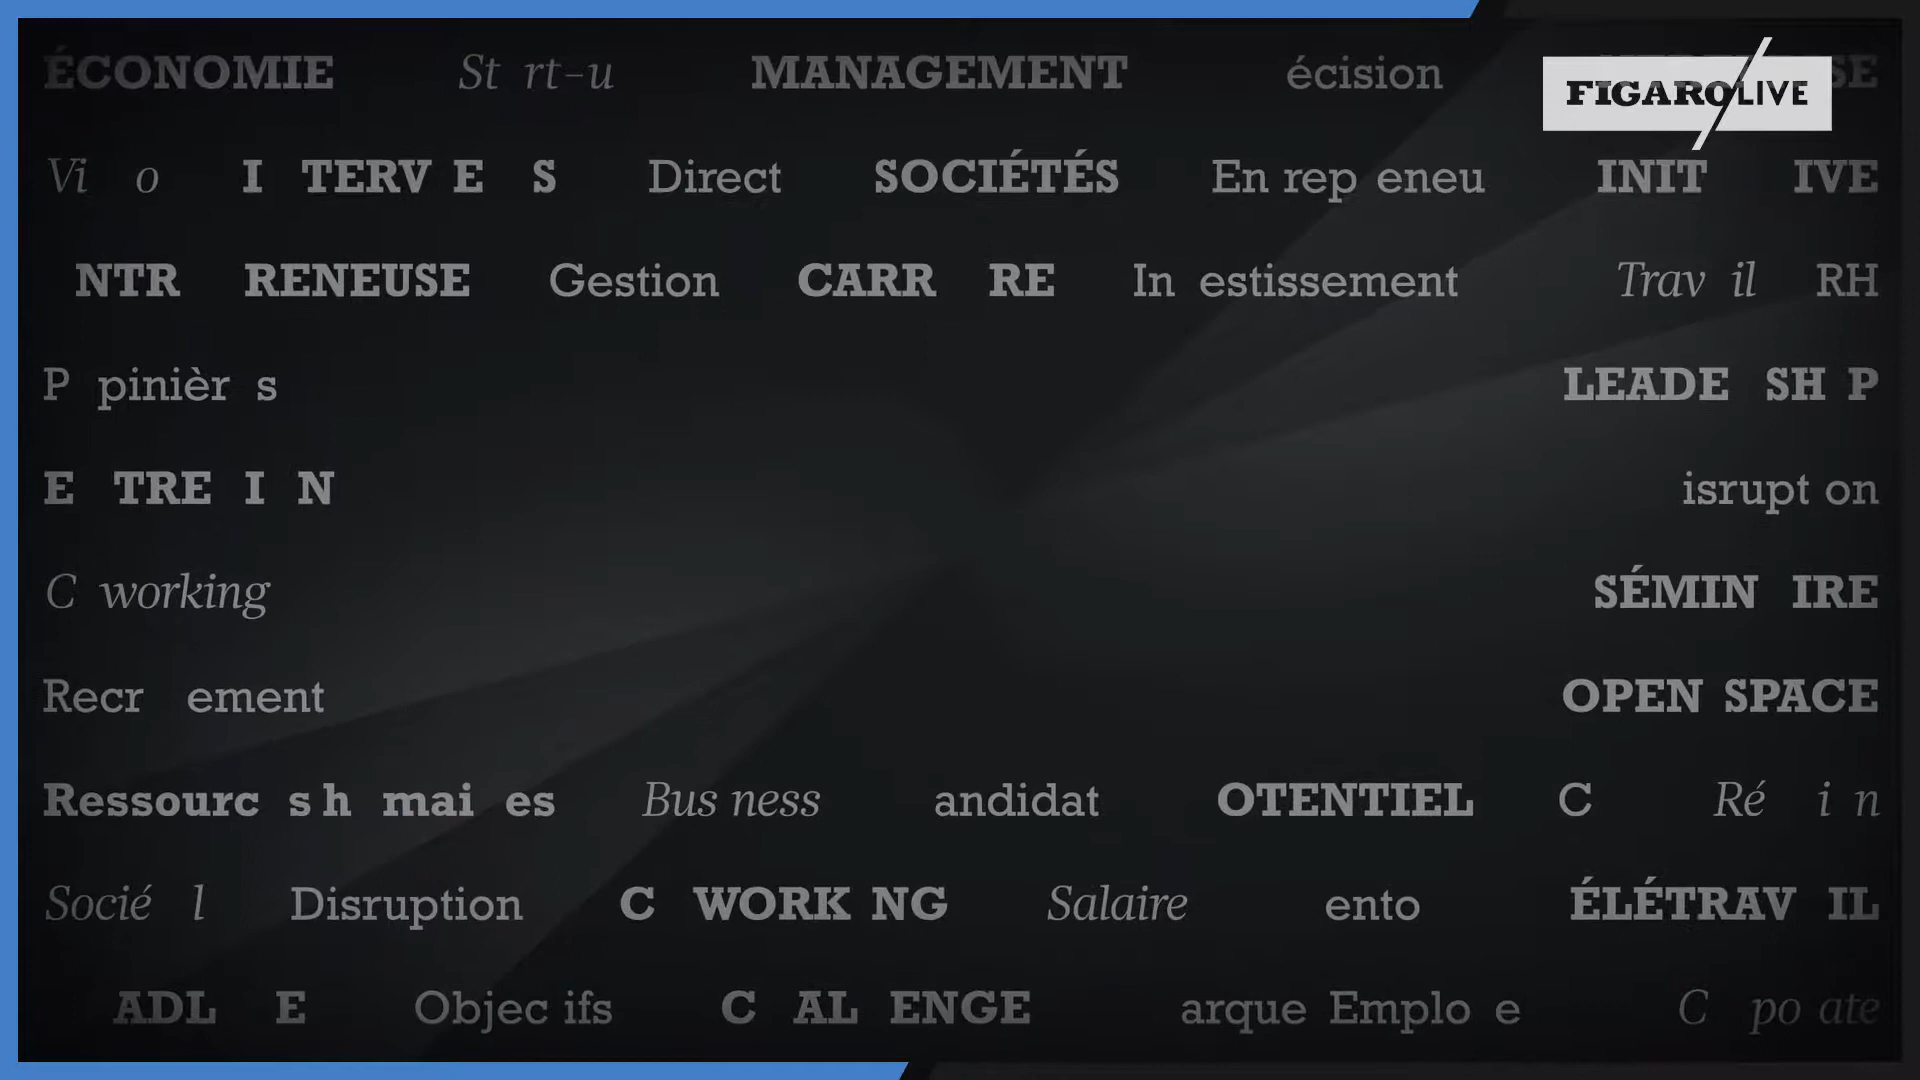 ÉCONOMIE St rt-u MANAGEMENT écision SE
FIGAROLIVE
Vi o I TERV E S Direct SOCIÉTÉS En rep eneu INIT IVE
NTR RENEUSE Gestion CARR RE In estissement Trav il RH
P pinièr s LEADE SH P
E TRE I N isrupt on
C working SÉMIN IRE
Recr ement OPEN SPACE
Ressourc s h mai es Bus ness andidat OTENTIEL C Ré i n
Socié l Disruption C WORK NG Salaire ento ÉLÉTRAV IL
ADL E Objec ifs C AL ENGE arque Emplo e C po ate